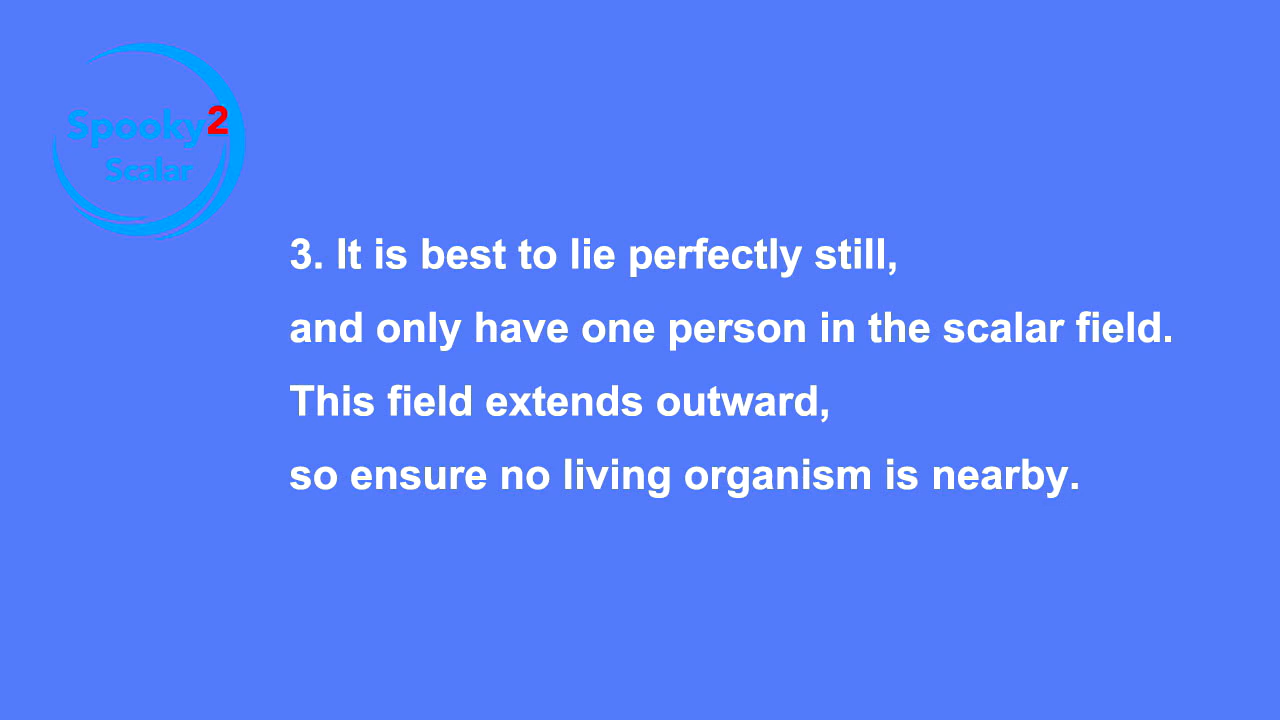 Spooky2
Scalar
3. It is best to lie perfectly still,
and only have one person in the scalar field.
This field extends outward,
so ensure no living organism is nearby.